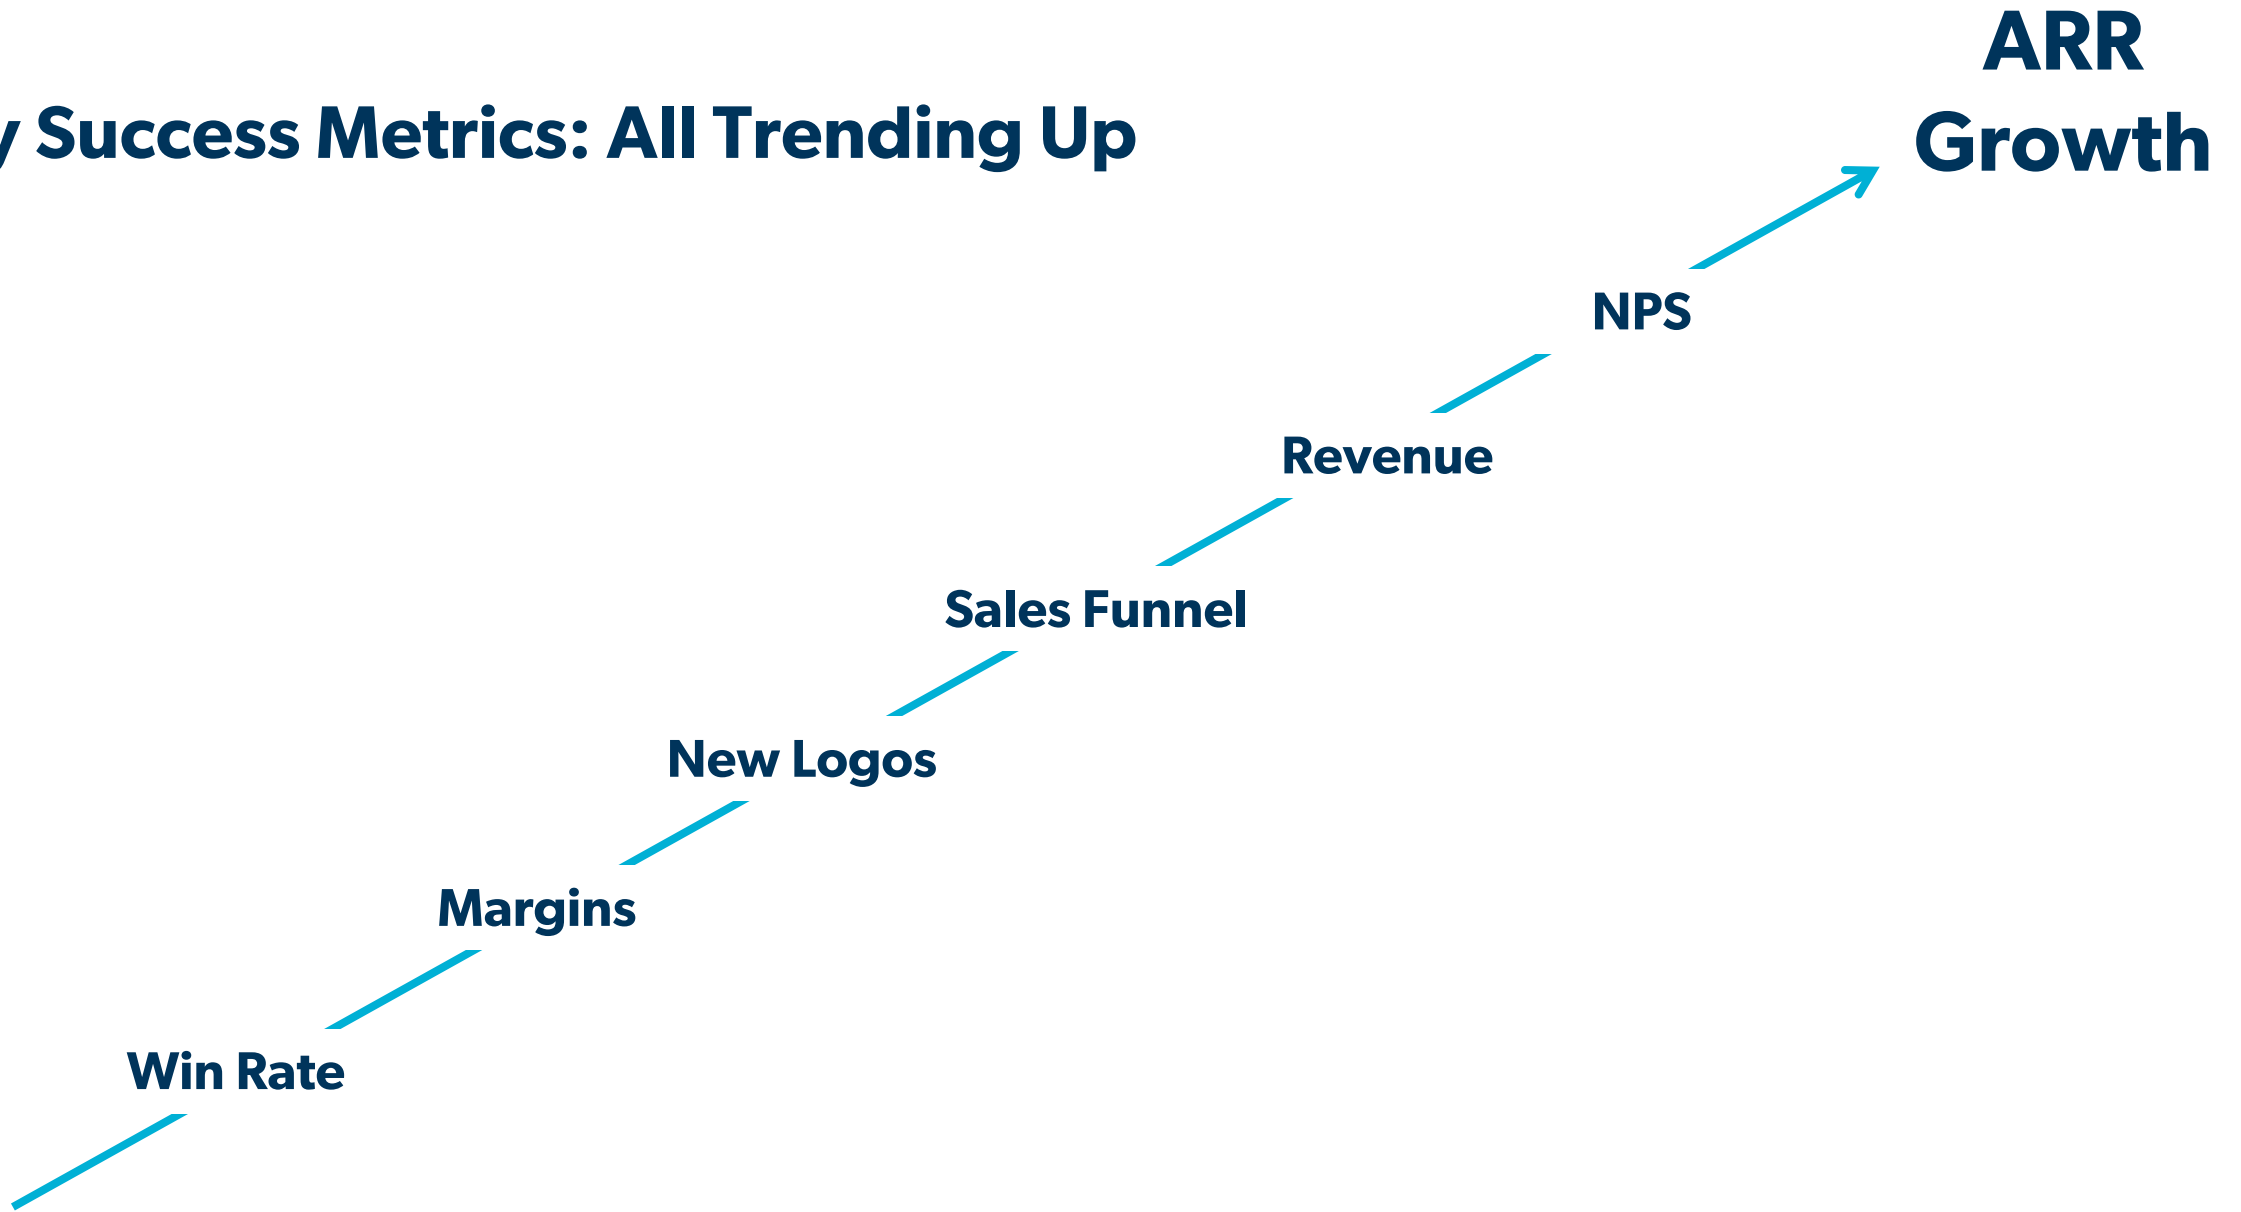 ARR
Growth
y Success Metrics: All Trending Up
NPS
Revenue
Sales Funnel
New Logos
Margins
Win Rate